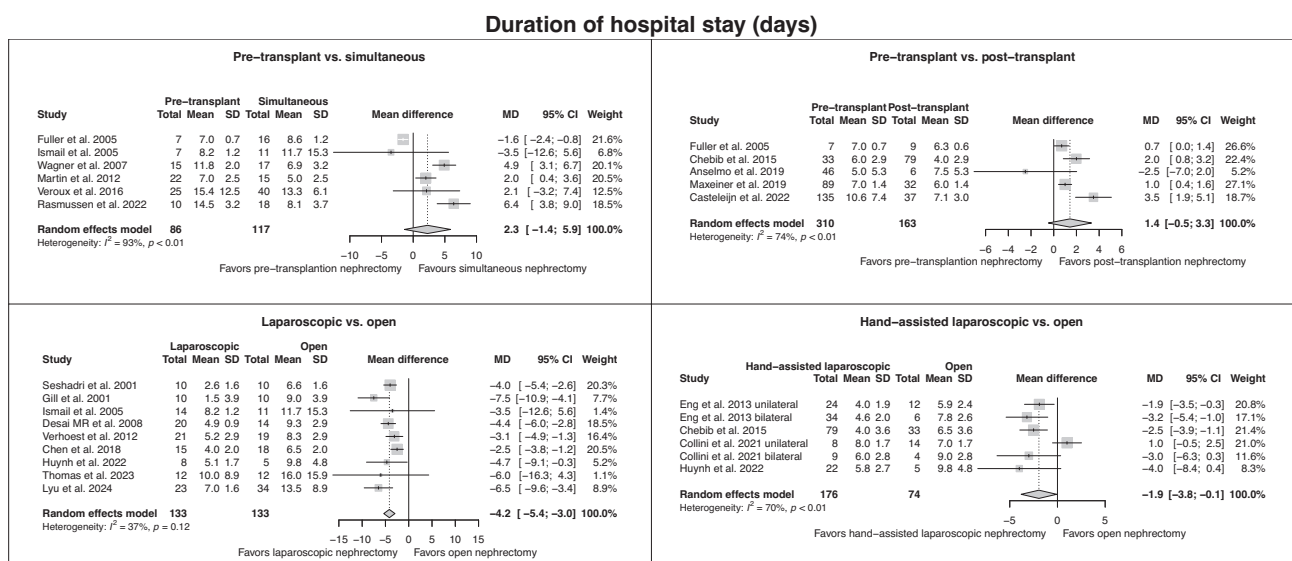 Duration of hospital stay (days)
Pre−transplant vs. simultaneous
Pre−transplant Simultaneous
Study Total Mean SD Total Mean SD Mean difference MD 95% CI Weight
Fuller et al. 2005 7 7.0 0.7 16 8.6 1.2 −1.6 [ −2.4; −0.8] 21.6%
Ismail et al. 2005 7 8.2 1.2 11 11.7 15.3 −3.5 [−12.6; 5.6] 6.8%
Wagner et al. 2007 15 11.8 2.0 17 6.9 3.2 4.9 [ 3.1; 6.7] 20.1%
Martin et al. 2012 22 7.0 2.5 15 5.0 2.5 2.0 [ 0.4; 3.6] 20.5%
Veroux et al. 2016 25 15.4 12.5 40 13.3 6.1 2.1 [ −3.2; 7.4] 12.5%
Rasmussen et al. 2022 10 14.5 3.2 18 8.1 3.7 6.4 [ 3.8; 9.0] 18.5%
Random effects model 86 117 2.3 [ −1.4; 5.9] 100.0%
Heterogeneity: I² = 93%, p < 0.01
−10 −5 0 5 10
Favors pre−transplantion nephrectomy Favours simultaneous nephrectomy
Pre−transplant vs. post−transplant
Pre−transplant Post−transplant
Study Total Mean SD Total Mean SD Mean difference MD 95% CI Weight
Fuller et al. 2005 7 7.0 0.7 9 6.3 0.6 0.7 [ 0.0; 1.4] 26.6%
Chebib et al. 2015 33 6.0 2.9 79 4.0 2.9 2.0 [ 0.8; 3.2] 22.4%
Anselmo et al. 2019 46 5.0 5.3 6 7.5 5.3 −2.5 [−7.0; 2.0] 5.2%
Maxeiner et al. 2019 89 7.0 1.4 32 6.0 1.4 1.0 [ 0.4; 1.6] 27.1%
Casteleijn et al. 2022 135 10.6 7.4 37 7.1 3.0 3.5 [ 1.9; 5.1] 18.7%
Random effects model 310 163 1.4 [−0.5; 3.3] 100.0%
Heterogeneity: I² = 74%, p < 0.01
−6 −4 −2 0 2 4 6
Favors pre−transplantion nephrectomy Favors post−transplantion nephrectomy
Laparoscopic vs. open
Laparoscopic Open
Study Total Mean SD Total Mean SD Mean difference MD 95% CI Weight
Seshadri et al. 2001 10 2.6 1.6 10 6.6 1.6 −4.0 [ −5.4; −2.6] 20.3%
Gill et al. 2001 10 1.5 3.9 10 9.0 3.9 −7.5 [−10.9; −4.1] 7.7%
Ismail et al. 2005 14 8.2 1.2 11 11.7 15.3 −3.5 [−12.6; 5.6] 1.4%
Desai MR et al. 2008 20 4.9 0.9 14 9.3 2.9 −4.4 [ −6.0; −2.8] 18.5%
Verhoest et al. 2012 21 5.2 2.9 19 8.3 2.9 −3.1 [ −4.9; −1.3] 16.4%
Chen et al. 2018 15 4.0 2.0 18 6.5 2.0 −2.5 [ −3.8; −1.2] 20.5%
Huynh et al. 2022 8 5.1 1.7 5 9.8 4.8 −4.7 [ −9.1; −0.3] 5.2%
Thomas et al. 2023 12 10.0 8.9 12 16.0 15.9 −6.0 [−16.3; 4.3] 1.1%
Lyu et al. 2024 23 7.0 1.6 34 13.5 8.9 −6.5 [ −9.6; −3.4] 8.9%
Random effects model 133 133 −4.2 [ −5.4; −3.0] 100.0%
Heterogeneity: I² = 37%, p = 0.12
−15 −10 −5 0 5 10 15
Favors laparoscopic nephrectomy Favors open nephrectomy
Hand−assisted laparoscopic vs. open
Hand−assisted laparoscopic Open
Study Total Mean SD Total Mean SD Mean difference MD 95% CI Weight
Eng et al. 2013 unilateral 24 4.0 1.9 12 5.9 2.4 −1.9 [−3.5; −0.3] 20.8%
Eng et al. 2013 bilateral 34 4.6 2.0 6 7.8 2.6 −3.2 [−5.4; −1.0] 17.1%
Chebib et al. 2015 79 4.0 3.6 33 6.5 3.4 −2.5 [−3.9; −1.1] 21.3%
Collini et al. 2021 unilateral 8 8.0 1.7 14 7.0 1.7 1.0 [−0.5; 2.5] 21.0%
Collini et al. 2021 bilateral 9 6.0 2.8 4 9.0 2.8 −3.0 [−6.3; 0.3] 11.6%
Huynh et al. 2022 22 5.8 2.7 5 9.8 4.8 −4.0 [−8.4; 0.4] 8.3%
Random effects model 176 74 −1.9 [−3.8; −0.1] 100.0%
Heterogeneity: I² = 70%, p < 0.01
−5 0 5
Favors hand−assisted laparoscopic nephrectomy Favors open nephrectomy